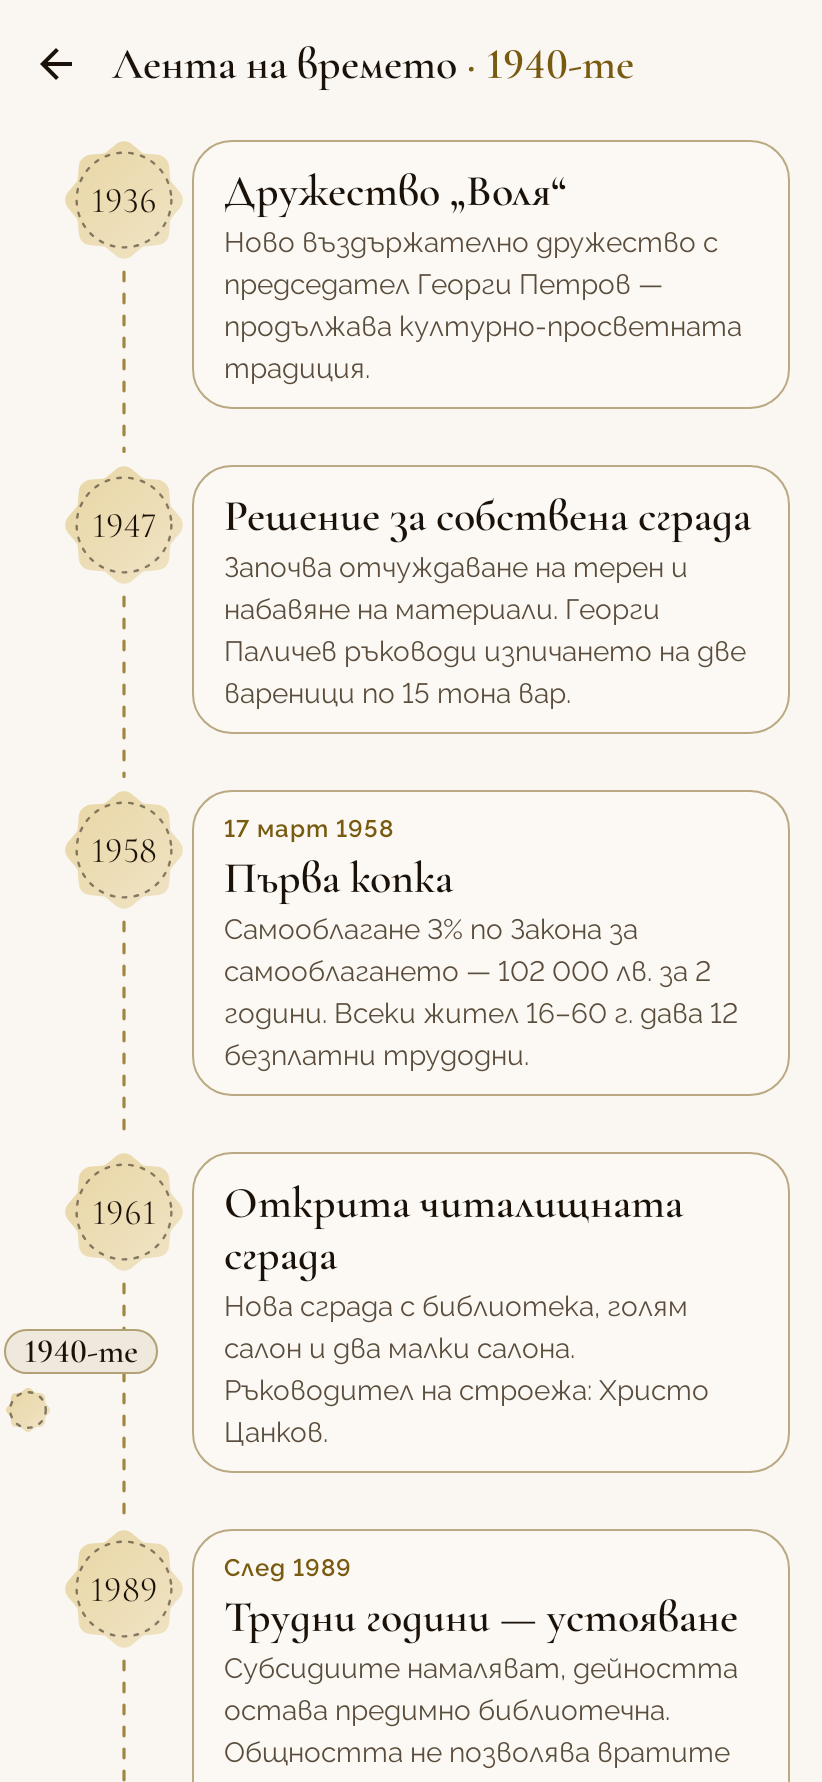 Лента на времето · 1940-те
1936
Дружество „Воля“
Ново въздържателно дружество с
председател Георги Петров —
продължава културно-просветната
традиция.
1947
Решение за собствена сграда
Започва отчуждаване на терен и
набавяне на материали. Георги
Паличев ръководи изпичането на две
вареници по 15 тона вар.
1958
17 март 1958
Първа копка
Самооблагане 3% по Закона за
самооблагането — 102 000 лв. за 2
години. Всеки жител 16–60 г. дава 12
безплатни трудодни.
1961
Открита читалищната
сграда
Нова сграда с библиотека, голям
салон и два малки салона.
Ръководител на строежа: Христо
Цанков.
1940-те
1989
След 1989
Трудни години — устояване
Субсидиите намаляват, дейността
остава предимно библиотечна.
Общността не позволява вратите